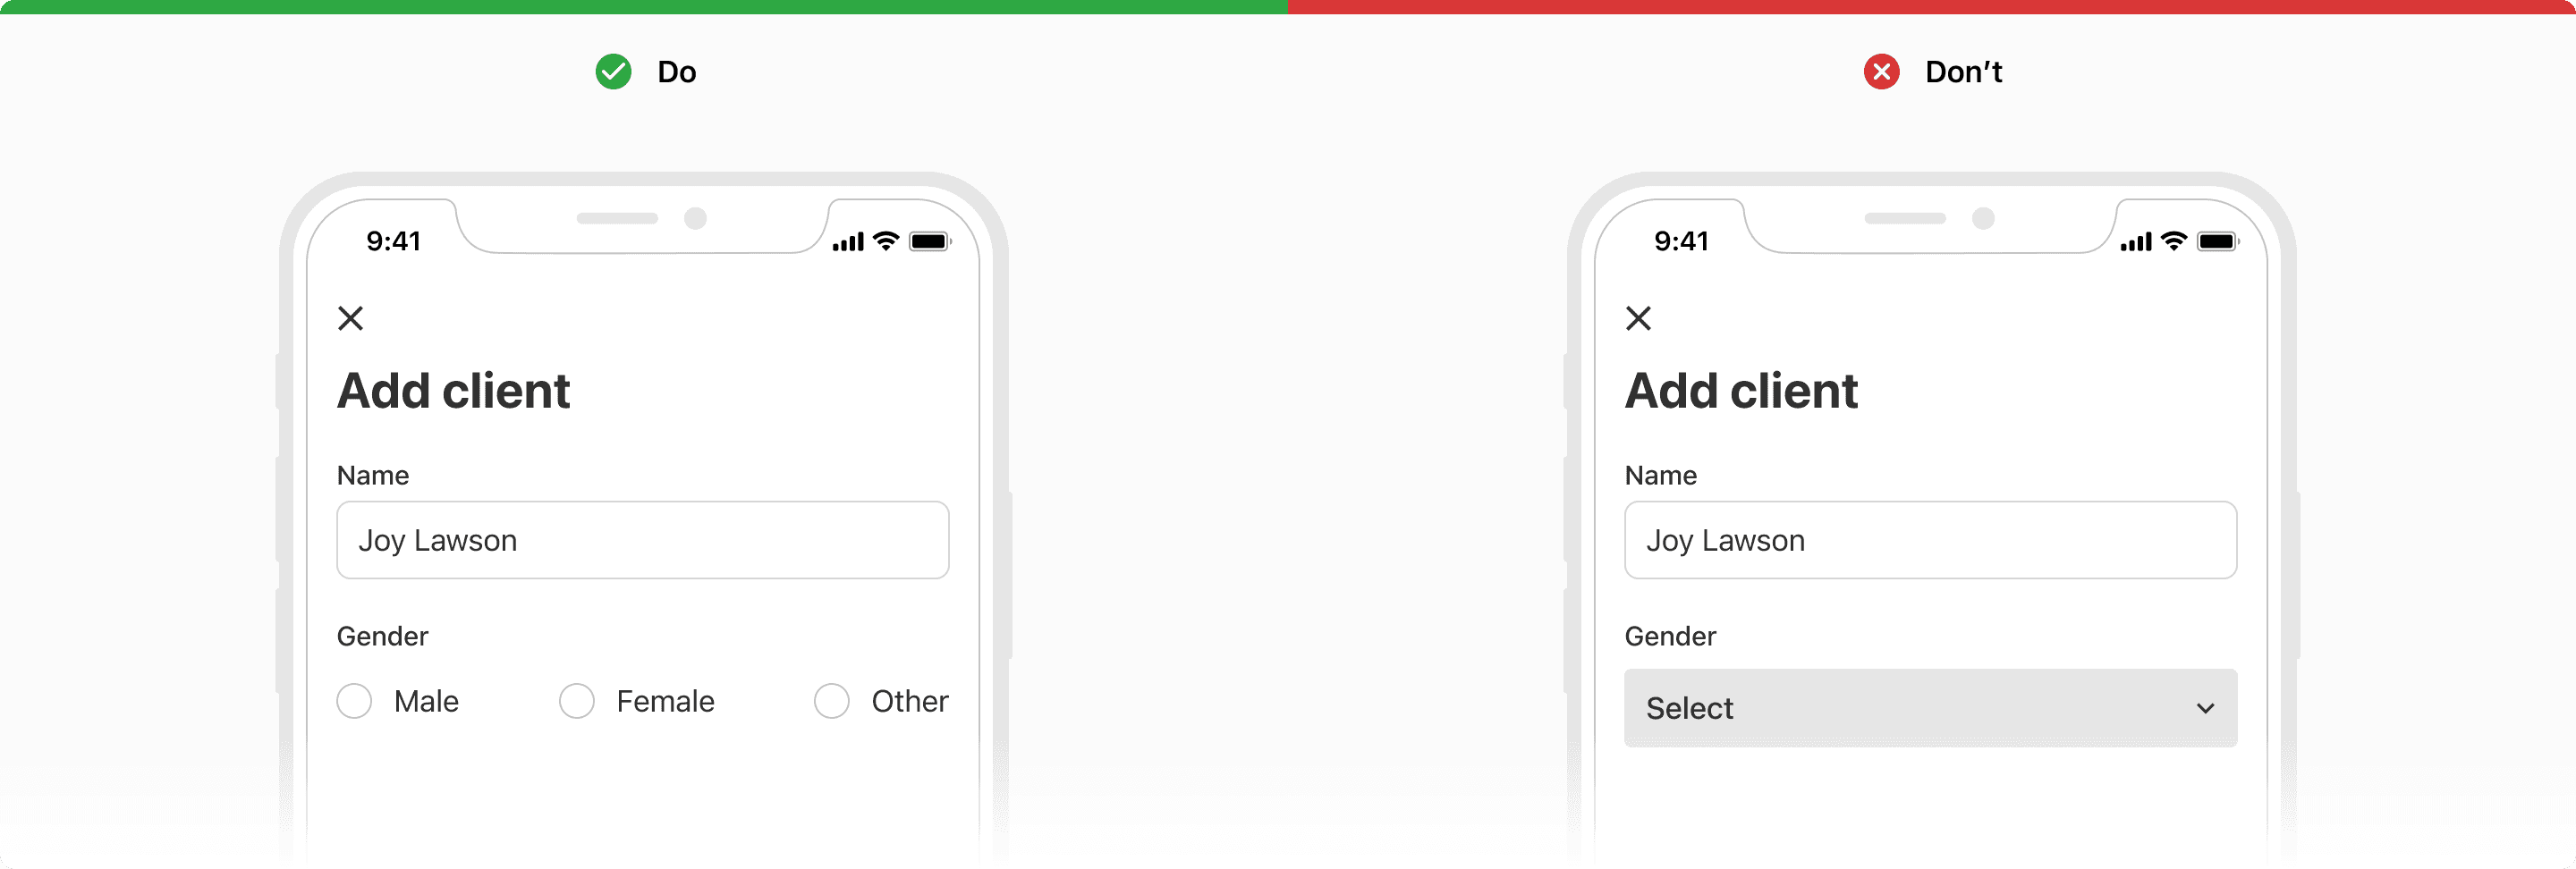 Do
9:41
Add client
Name
Joy Lawson
Gender
Male Female Other
Don’t
9:41
Add client
Name
Joy Lawson
Gender
Select